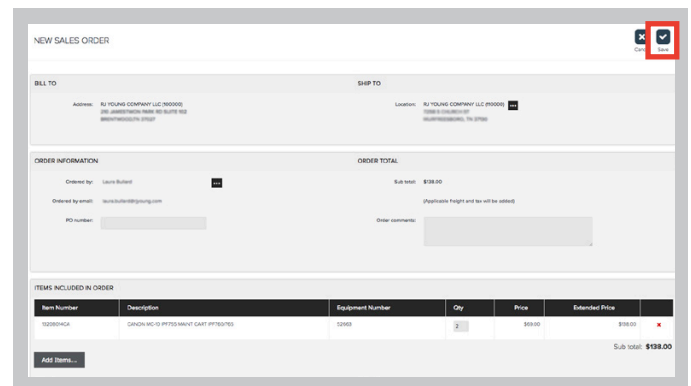 NEW SALES ORDER
Cancel Save
BILL TO SHIP TO
Address: RJ YOUNG COMPANY LLC (100000) Location: RJ YOUNG COMPANY LLC (100000)
ORDER INFORMATION ORDER TOTAL
Ordered by: Laura Bullard Sub total: $138.00
Ordered by email: (Applicable freight and tax will be added)
PO number: Order comments:
ITEMS INCLUDED IN ORDER
Item Number Description Equipment Number Qty Price Extended Price
CANON MC-10 PF755 MAINT CART PF760/765 52663 2 $69.00 $138.00
Sub total: $138.00
Add Items...